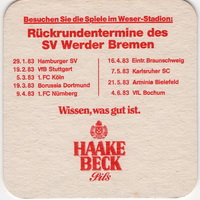 Besuchen Sie die Spiele im Weser-Stadion:
Rückrundentermine des
SV Werder Bremen
29.1.83 Hamburger SV
19.2.83 VfB Stuttgart
5.3.83 1.FC Köln
19.3.83 Borussia Dortmund
9.4.83 1.FC Nürnberg
16.4.83 Eintr. Braunschweig
7.5.83 Karlsruher SC
21.5.83 Arminia Bielefeld
4.6.83 VfL Bochum
Wissen, was gut ist.
HAAKE
BECK
Pils